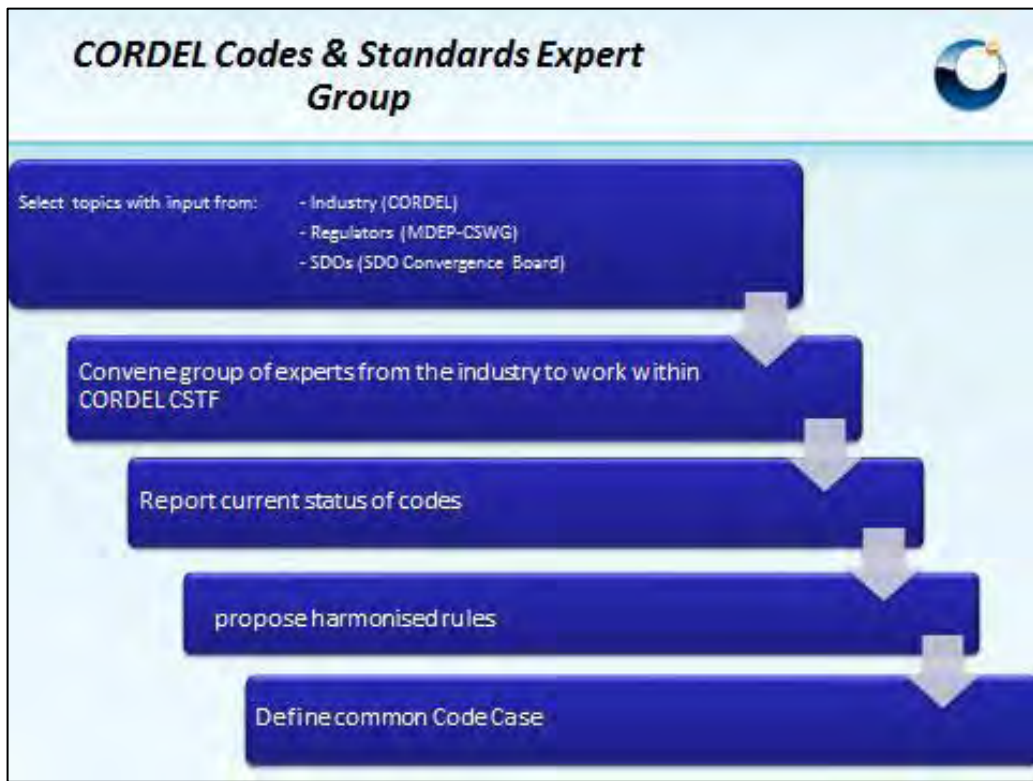 CORDEL Codes & Standards Expert
Group
Select topics with input from: - Industry (CORDEL)
- Regulators (MDEP-CSWG)
- SDOs (SDO Convergence Board)
Convene group of experts from the industry to work within
CORDEL CSTF
Report current status of codes
propose harmonised rules
Define common Code Case